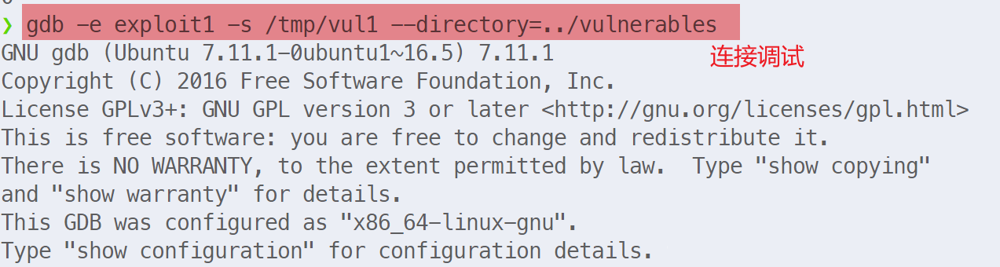 ❯ gdb -e exploit1 -s /tmp/vul1 --directory=../vulnerables
GNU gdb (Ubuntu 7.11.1-0ubuntu1~16.5) 7.11.1
连接调试
Copyright (C) 2016 Free Software Foundation, Inc.
License GPLv3+: GNU GPL version 3 or later <http://gnu.org/licenses/gpl.html>
This is free software: you are free to change and redistribute it.
There is NO WARRANTY, to the extent permitted by law.  Type "show copying"
and "show warranty" for details.
This GDB was configured as "x86_64-linux-gnu".
Type "show configuration" for configuration details.